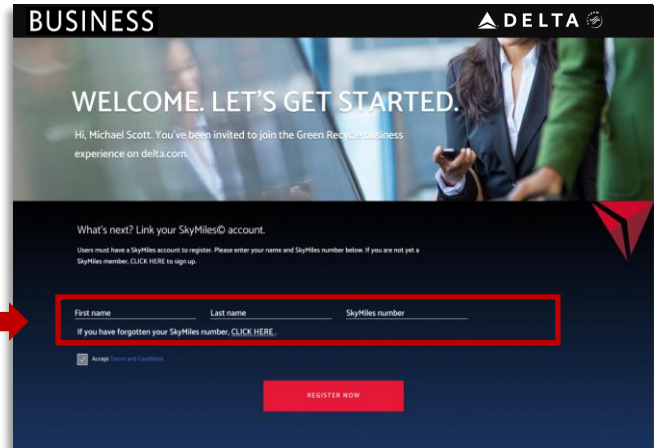 BUSINESS
DELTA
WELCOME. LET'S GET STARTED.
Hi, Michael Scott. You've been invited to join the Green Recycle business
experience on delta.com.
What's next? Link your SkyMiles© account.
Users must have a SkyMiles account to register. Please enter your name and SkyMiles number below. If you are not yet a
SkyMiles member, CLICK HERE to sign up.
First name Last name SkyMiles number
If you have forgotten your SkyMiles number, CLICK HERE .
Accept Terms and Conditions
REGISTER NOW